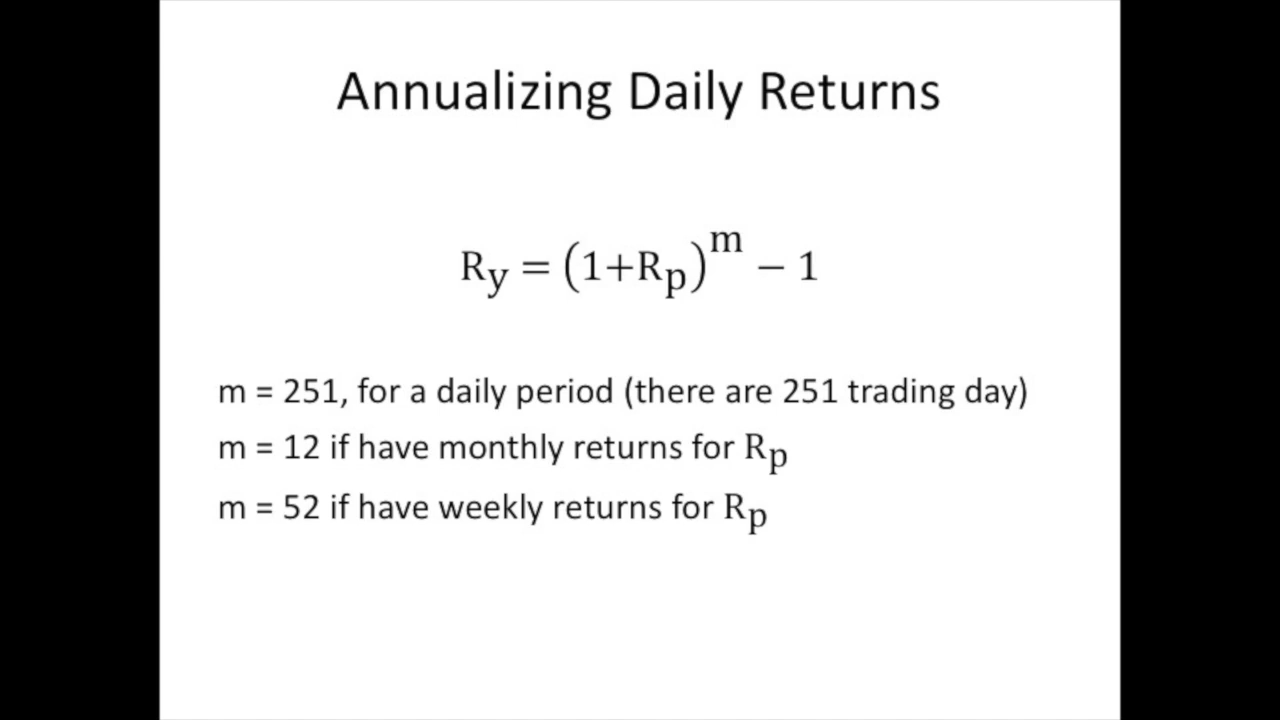 Annualizing Daily Returns
Ry = (1+Rp)^m − 1
m = 251, for a daily period (there are 251 trading day)
m = 12 if have monthly returns for Rp
m = 52 if have weekly returns for Rp